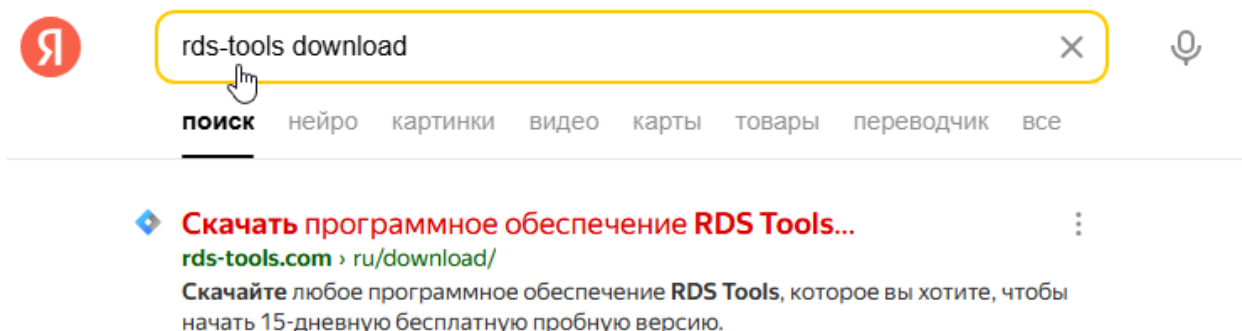 Я
rds-tools download
поиск нейро картинки видео карты товары переводчик все
Скачать программное обеспечение RDS Tools...
rds-tools.com › ru/download/
Скачайте любое программное обеспечение RDS Tools, которое вы хотите, чтобы
начать 15-дневную бесплатную пробную версию.